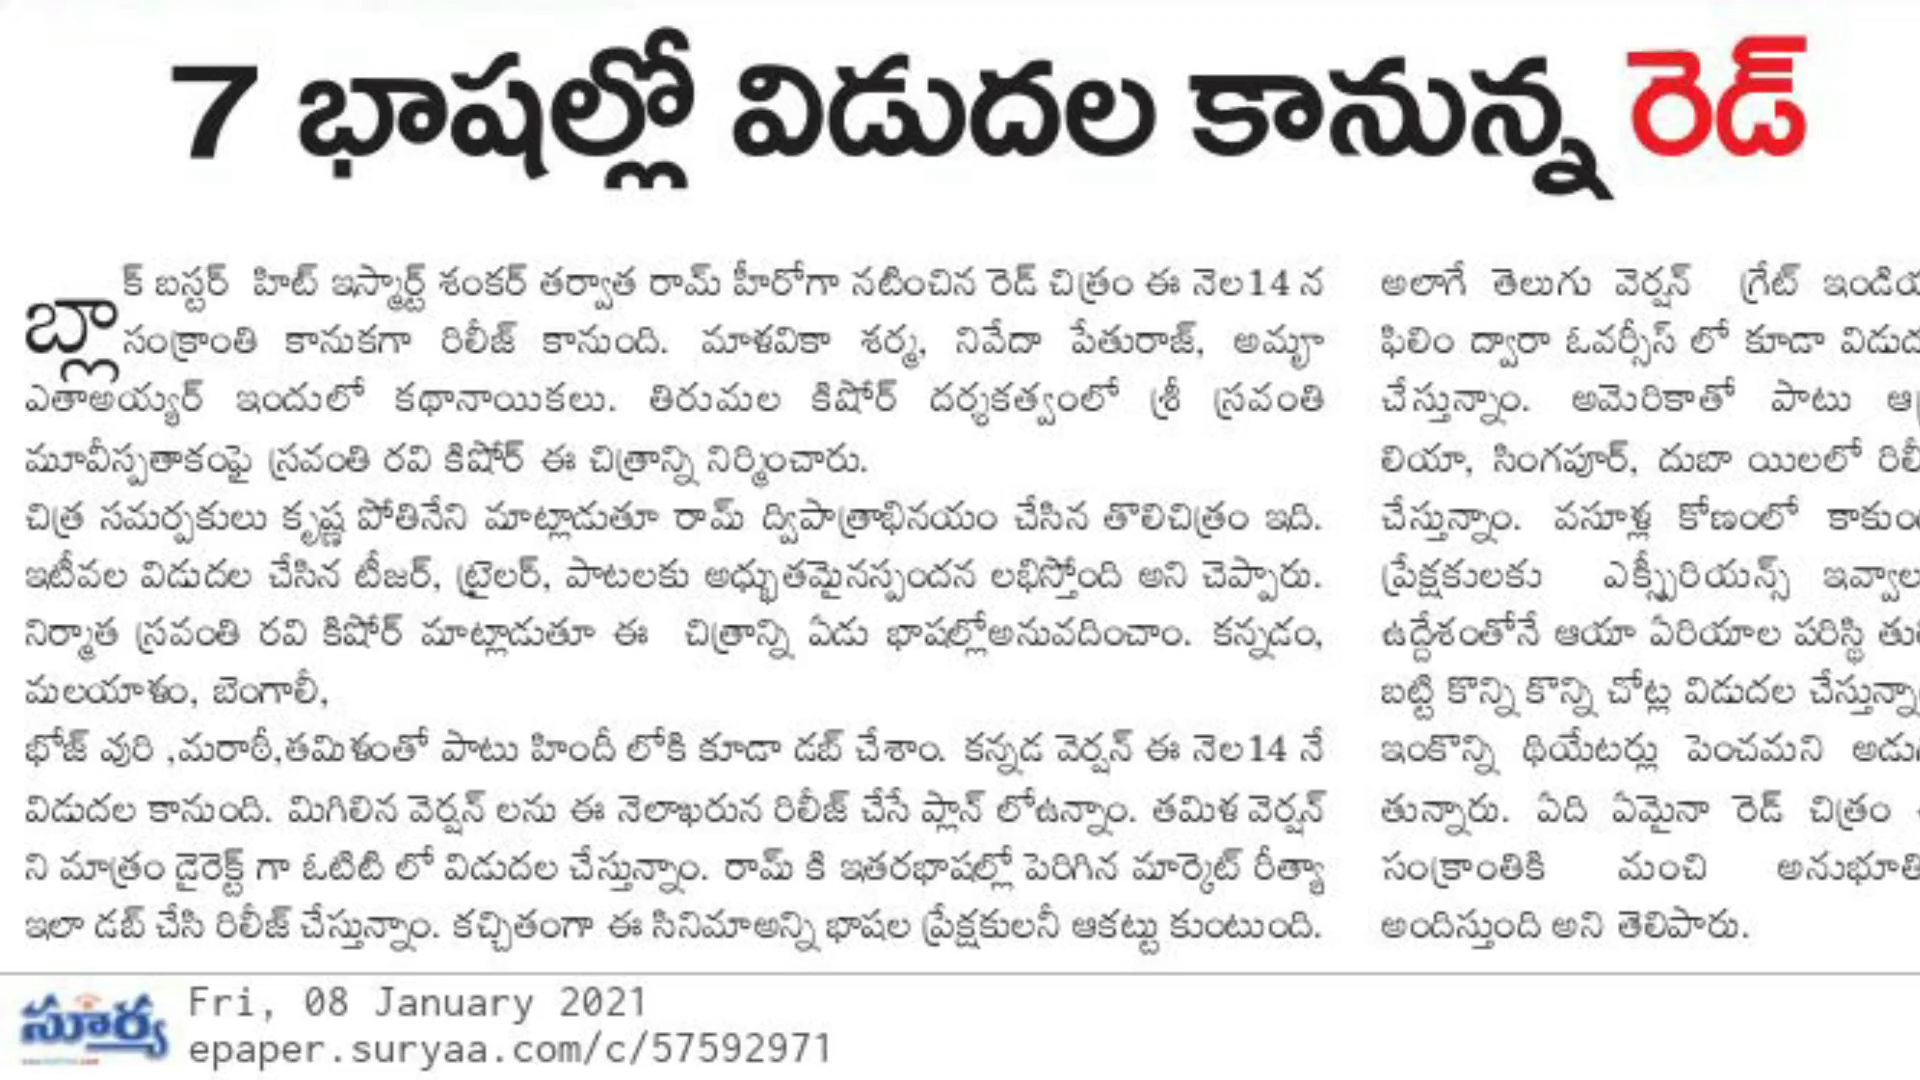 7 భాషల్లో విడుదల కానున్న రెడ్
బ్లాక్ బస్టర్ హిట్ ఇస్మార్ట్ శంకర్ తర్వాత రామ్ హీరోగా నటించిన రెడ్ చిత్రం ఈ నెల14 న
సంక్రాంతి కానుకగా రిలీజ్ కానుంది. మాళవికా శర్మ, నివేదా పేతురాజ్, అమృా
ఎతాఅయ్యర్ ఇందులో కథానాయికలు. తిరుమల కిషోర్ దర్శకత్వంలో శ్రీ స్రవంతి
మూవీస్పతాకంపై స్రవంతి రవి కిషోర్ ఈ చిత్రాన్ని నిర్మించారు.
చిత్ర సమర్పకులు కృష్ణ పోతినేని మాట్లాడుతూ రామ్ ద్విపాత్రాభినయం చేసిన తొలిచిత్రం ఇది.
ఇటీవల విడుదల చేసిన టీజర్, ట్రైలర్, పాటలకు అధ్భుతమైనస్పందన లభిస్తోంది అని చెప్పారు.
నిర్మాత స్రవంతి రవి కిషోర్ మాట్లాడుతూ ఈ చిత్రాన్ని ఏడు భాషల్లోఅనువదించాం. కన్నడం,
మలయాళం, బెంగాలీ,
భోజ్ వురి ,మరాఠీ,తమిళంతో పాటు హిందీ లోకి కూడా డబ్ చేశాం. కన్నడ వెర్షన్ ఈ నెల14 నే
విడుదల కానుంది. మిగిలిన వెర్షన్ లను ఈ నెలాఖరున రిలీజ్ చేసే ప్లాన్ లోఉన్నాం. తమిళ వెర్షన్
ని మాత్రం డైరెక్ట్ గా ఓటిటి లో విడుదల చేస్తున్నాం. రామ్ కి ఇతరభాషల్లో పెరిగిన మార్కెట్ రీత్యా
ఇలా డబ్ చేసి రిలీజ్ చేస్తున్నాం. కచ్చితంగా ఈ సినిమాఅన్ని భాషల ప్రేక్షకులనీ ఆకట్టు కుంటుంది.
అలాగే తెలుగు వెర్షన్ గ్రేట్ ఇండియ
ఫిలిం ద్వారా ఓవర్సీస్ లో కూడా విడుద
చేస్తున్నాం. అమెరికాతో పాటు ఆ
లియా, సింగపూర్, దుబా యిలలో రిలీ
చేస్తున్నాం. వసూళ్ల కోణంలో కాకుం
ప్రేక్షకులకు ఎక్స్పీరియన్స్ ఇవ్వాల
ఉద్దేశంతోనే ఆయా ఏరియాల పరిస్థి తు
బట్టి కొన్ని కొన్ని చోట్ల విడుదల చేస్తున్నా
ఇంకొన్ని థియేటర్లు పెంచమని అడు
తున్నారు. ఏది ఏమైనా రెడ్ చిత్రం
సంక్రాంతికి మంచి అనుభూతి
అందిస్తుంది అని తెలిపారు.
సూర్య
Fri, 08 January 2021
epaper.suryaa.com/c/57592971